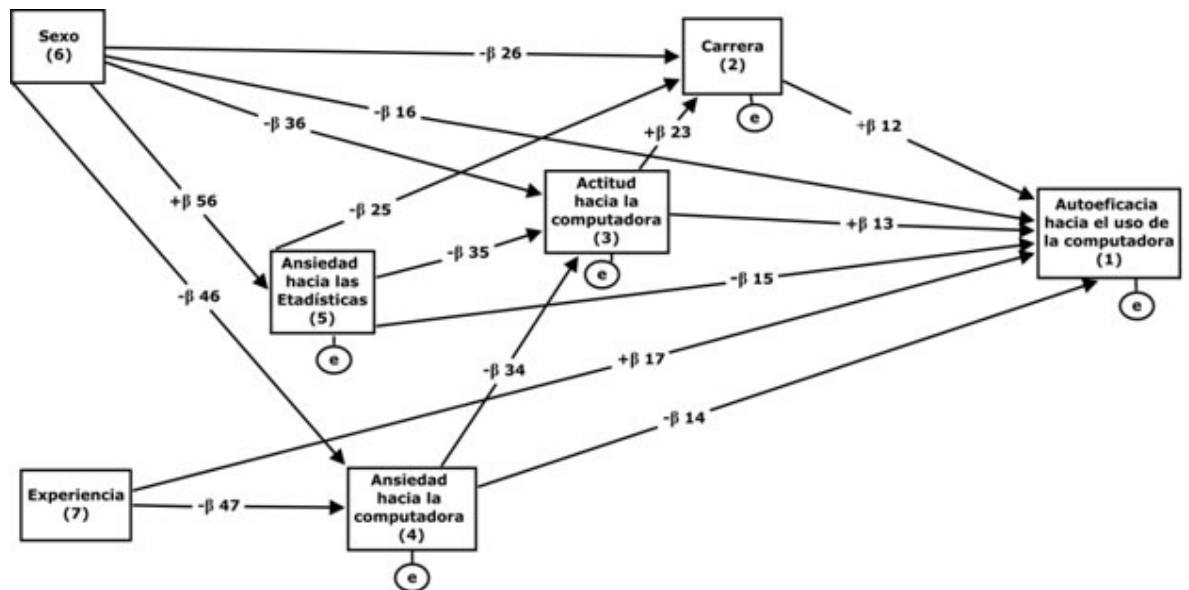 Sexo
(6)
-β 26
Carrera
(2)
e
-β 16
-β 36
+β 23
+β 12
+β 56
-β 25
Actitud
hacia la
computadora
(3)
e
+β 13
Autoeficacia
hacia el uso de
la computadora
(1)
e
-β 35
Ansiedad
hacia las
Etadísticas
(5)
e
-β 15
-β 46
-β 34
+β 17
-β 14
Experiencia
(7)
-β 47
Ansiedad
hacia la
computadora
(4)
e